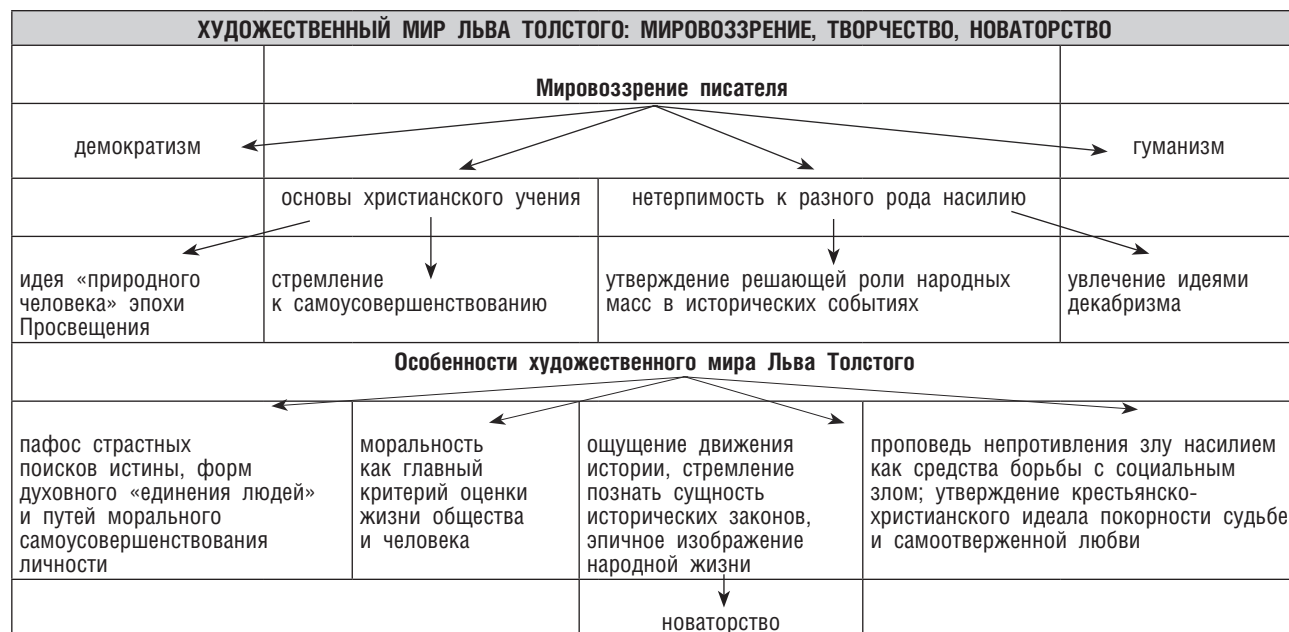 ХУДОЖЕСТВЕННЫЙ МИР ЛЬВА ТОЛСТОГО: МИРОВОЗЗРЕНИЕ, ТВОРЧЕСТВО, НОВАТОРСТВО
Мировоззрение писателя
демократизм
гуманизм
основы христианского учения
нетерпимость к разного рода насилию
идея «природного
человека» эпохи
Просвещения
стремление
к самоусовершенствованию
утверждение решающей роли народных
масс в исторических событиях
увлечение идеями
декабризма
Особенности художественного мира Льва Толстого
пафос страстных
поисков истины, форм
духовного «единения людей»
и путей морального
самоусовершенствования
личности
моральность
как главный
критерий оценки
жизни общества
и человека
ощущение движения
истории, стремление
познать сущность
исторических законов,
эпичное изображение
народной жизни
проповедь непротивления злу насилием
как средства борьбы с социальным
злом; утверждение крестьянско-
христианского идеала покорности судьбе
и самоотверженной любви
новаторство